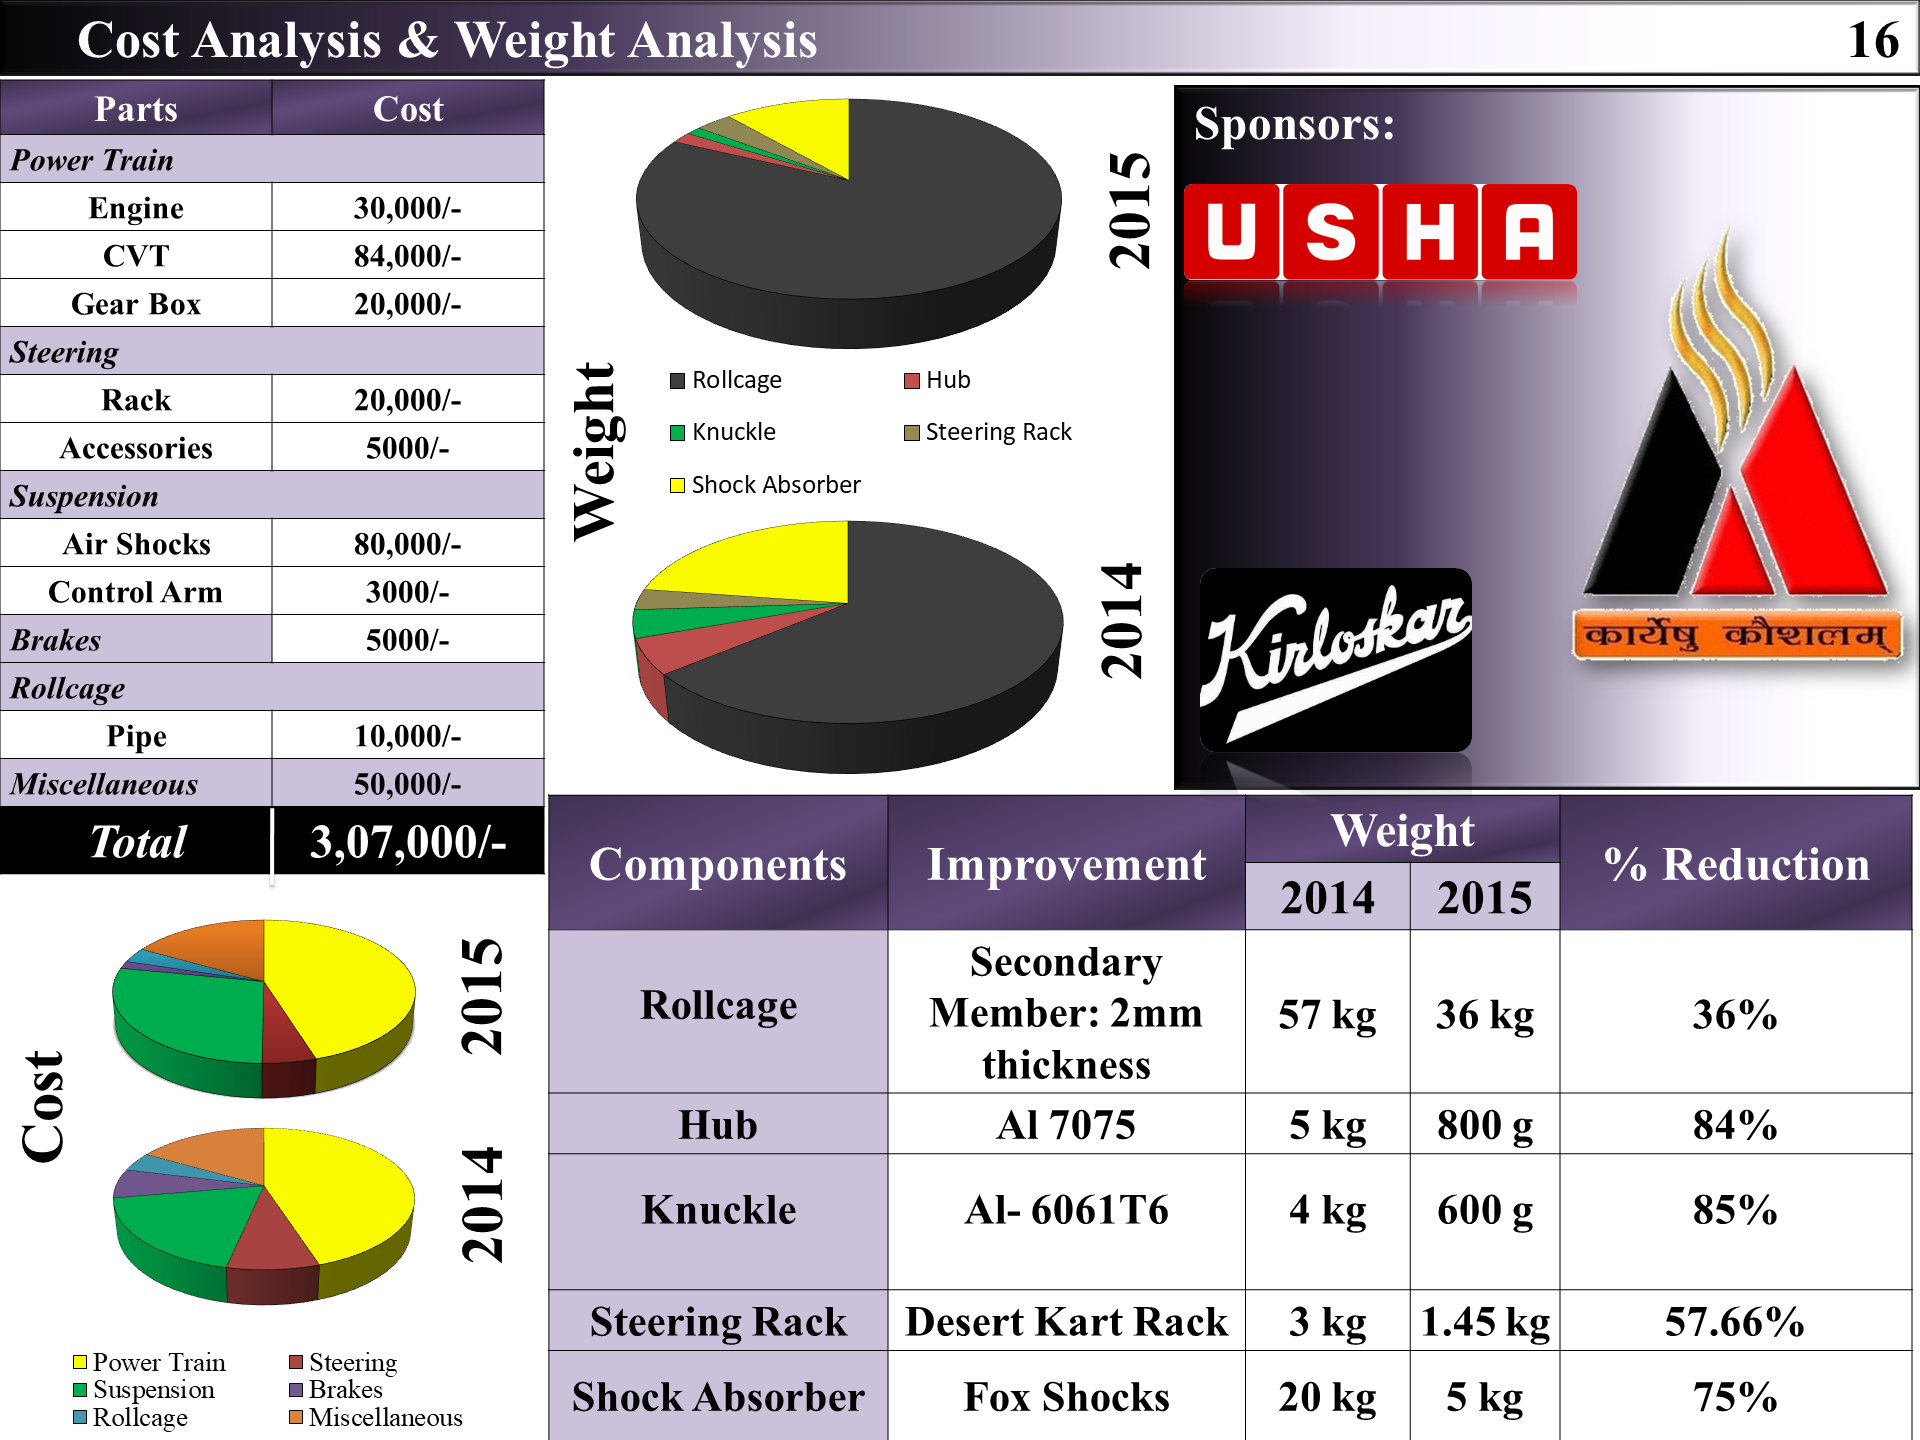 Cost Analysis & Weight Analysis
16
Parts Cost
Power Train
Engine 30,000/-
CVT 84,000/-
Gear Box 20,000/-
Steering
Rack 20,000/-
Accessories 5000/-
Suspension
Air Shocks 80,000/-
Control Arm 3000/-
Brakes 5000/-
Rollcage
Pipe 10,000/-
Miscellaneous 50,000/-
Total 3,07,000/-
Cost
2015
2014
Power Train Steering
Suspension Brakes
Rollcage Miscellaneous
Weight
2015
Rollcage Hub
Knuckle Steering Rack
Shock Absorber
2014
Sponsors:
USHA
Kirloskar
कार्येषु कौशलम्
Components Improvement Weight % Reduction
2014 2015
Rollcage Secondary
Member: 2mm
thickness 57 kg 36 kg 36%
Hub Al 7075 5 kg 800 g 84%
Knuckle Al- 6061T6 4 kg 600 g 85%
Steering Rack Desert Kart Rack 3 kg 1.45 kg 57.66%
Shock Absorber Fox Shocks 20 kg 5 kg 75%